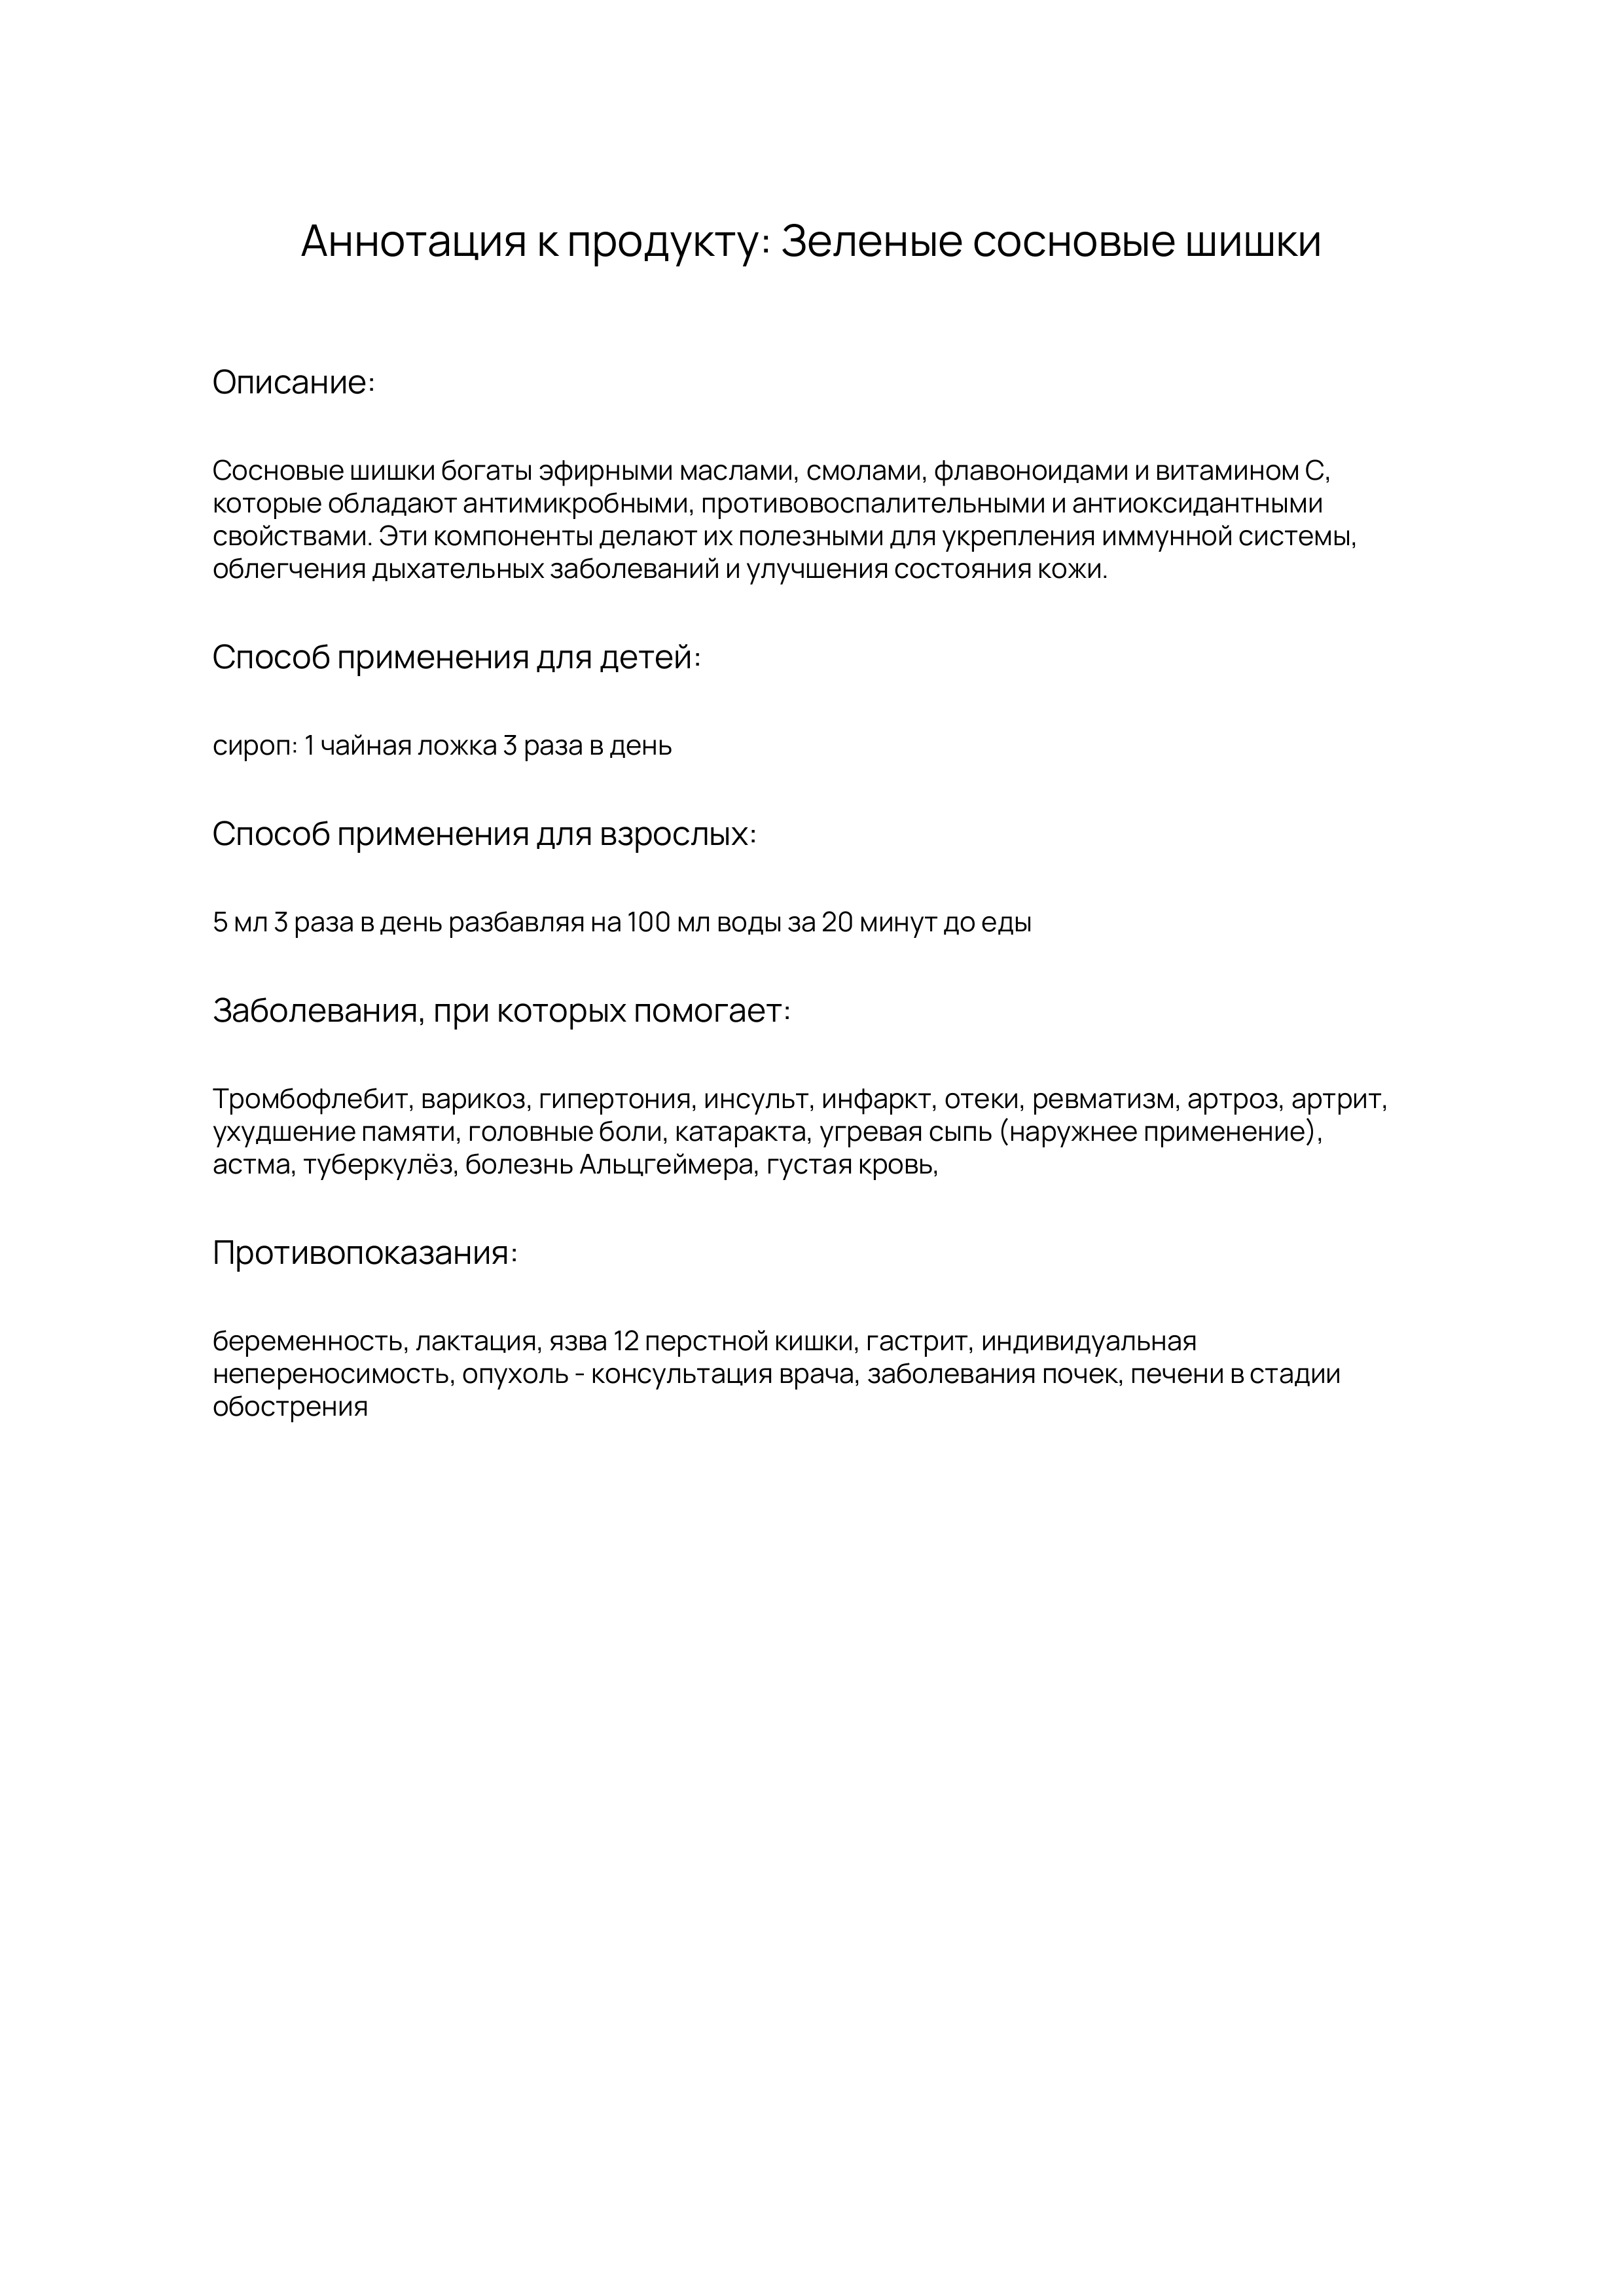 Аннотация к продукту: Зеленые сосновые шишки
Описание:
Сосновые шишки богаты эфирными маслами, смолами, флавоноидами и витамином С,
которые обладают антимикробными, противовоспалительными и антиоксидантными
свойствами. Эти компоненты делают их полезными для укрепления иммунной системы,
облегчения дыхательных заболеваний и улучшения состояния кожи.
Способ применения для детей:
сироп: 1 чайная ложка 3 раза в день
Способ применения для взрослых:
5 мл 3 раза в день разбавляя на 100 мл воды за 20 минут до еды
Заболевания, при которых помогает:
Тромбофлебит, варикоз, гипертония, инсульт, инфаркт, отеки, ревматизм, артроз, артрит,
ухудшение памяти, головные боли, катаракта, угревая сыпь (наружнее применение),
астма, туберкулёз, болезнь Альцгеймера, густая кровь,
Противопоказания:
беременность, лактация, язва 12 перстной кишки, гастрит, индивидуальная
непереносимость, опухоль - консультация врача, заболевания почек, печени в стадии
обострения